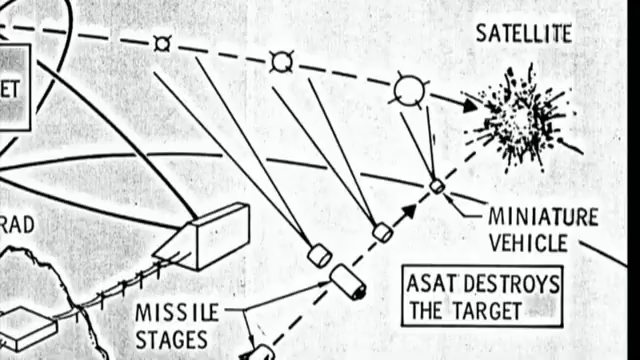 SATELLITE
ET
RAD
MINIATURE
VEHICLE
ASAT DESTROYS
THE TARGET
MISSILE
STAGES